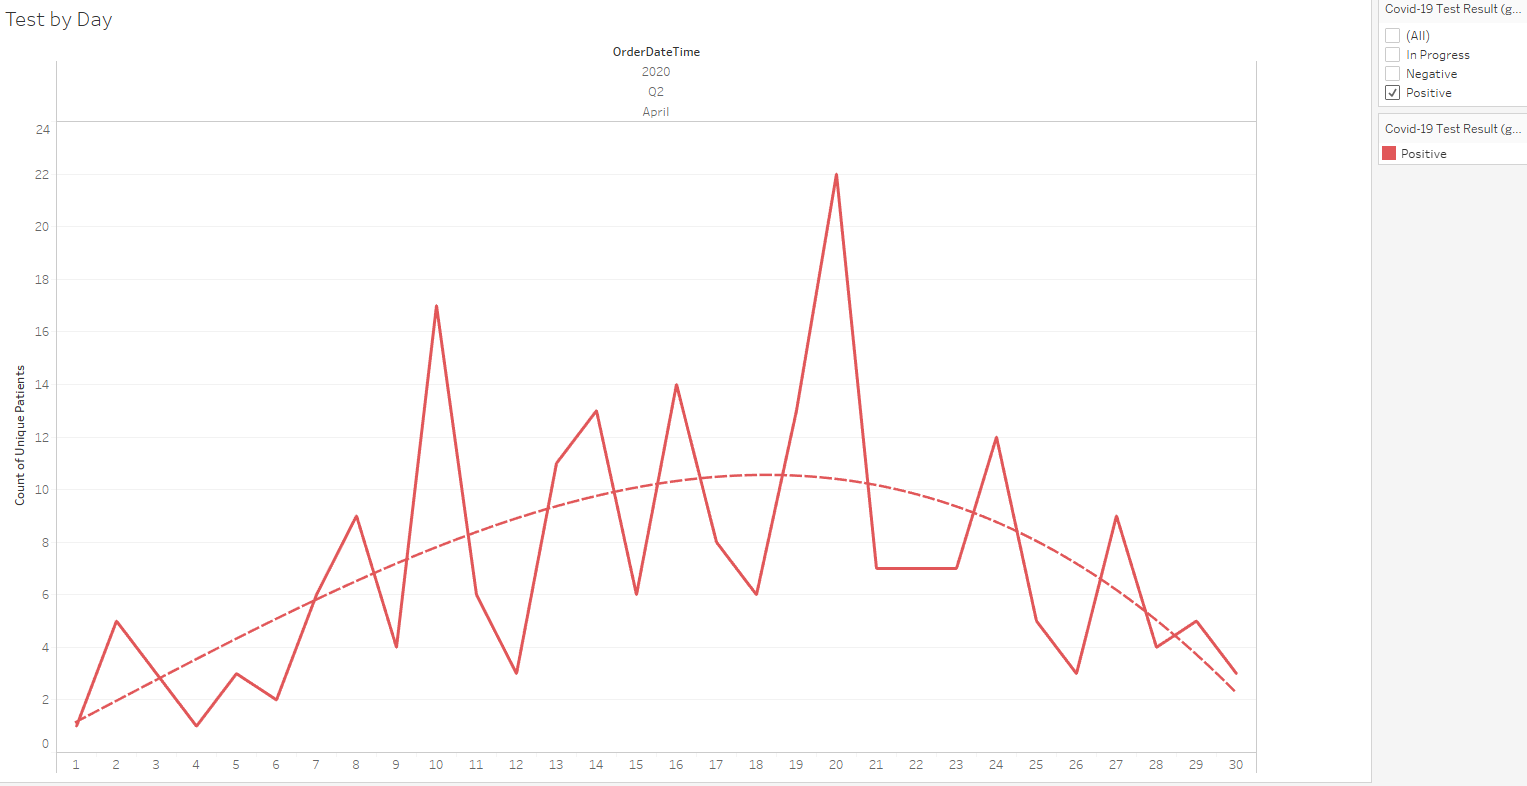 Test by Day
OrderDateTime
2020
Q2
April
Count of Unique Patients
24
22
20
18
16
14
12
10
8
6
4
2
0
1 2 3 4 5 6 7 8 9 10 11 12 13 14 15 16 17 18 19 20 21 22 23 24 25 26 27 28 29 30
Covid-19 Test Result (g...
(All)
In Progress
Negative
Positive
Covid-19 Test Result (g...
Positive